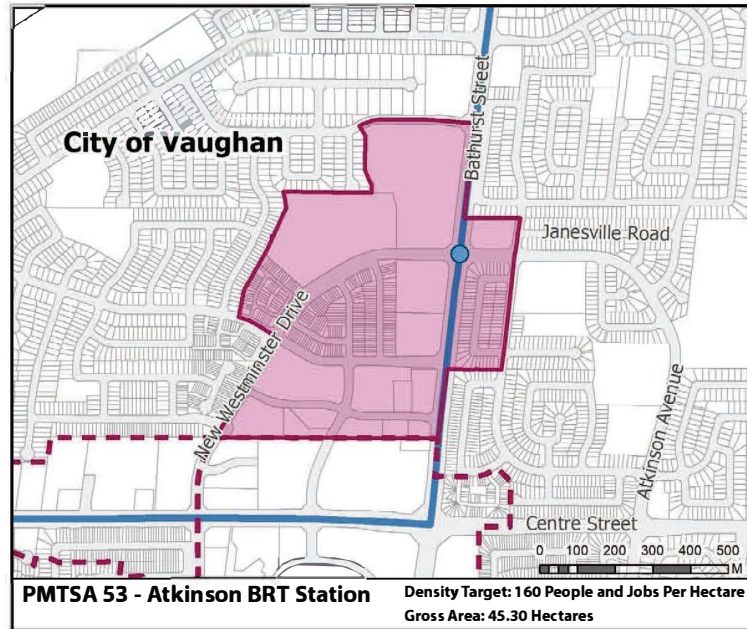 City of Vaughan
Bathurst Street
Janesville Road
New Westminster Drive
Atkinson Avenue
Centre Street
0 100 200 300 400 500
M
PMTSA 53 - Atkinson BRT Station
Density Target: 160 People and Jobs Per Hectare
Gross Area: 45.30 Hectares